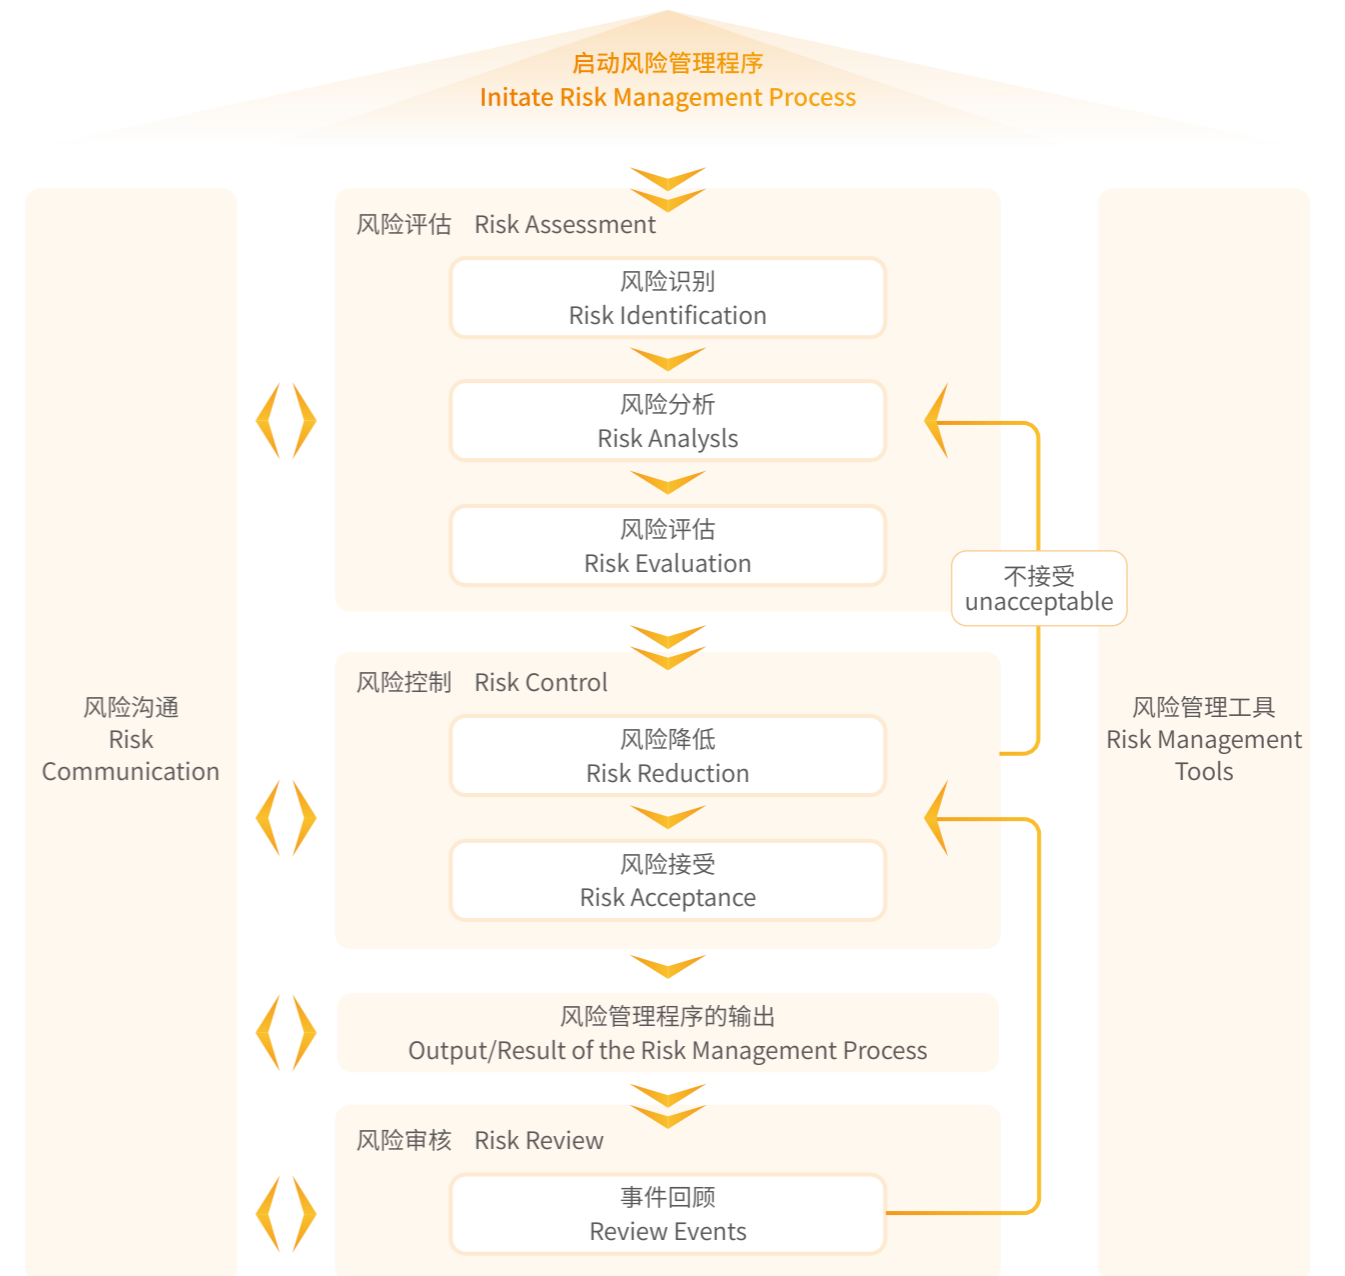 启动风险管理程序
Initate Risk Management Process
风险评估 Risk Assessment
风险识别
Risk Identification
风险分析
Risk Analysls
风险评估
Risk Evaluation
不接受
unacceptable
风险控制 Risk Control
风险降低
Risk Reduction
风险接受
Risk Acceptance
风险沟通
Risk
Communication
风险管理工具
Risk Management
Tools
风险管理程序的输出
Output/Result of the Risk Management Process
风险审核 Risk Review
事件回顾
Review Events